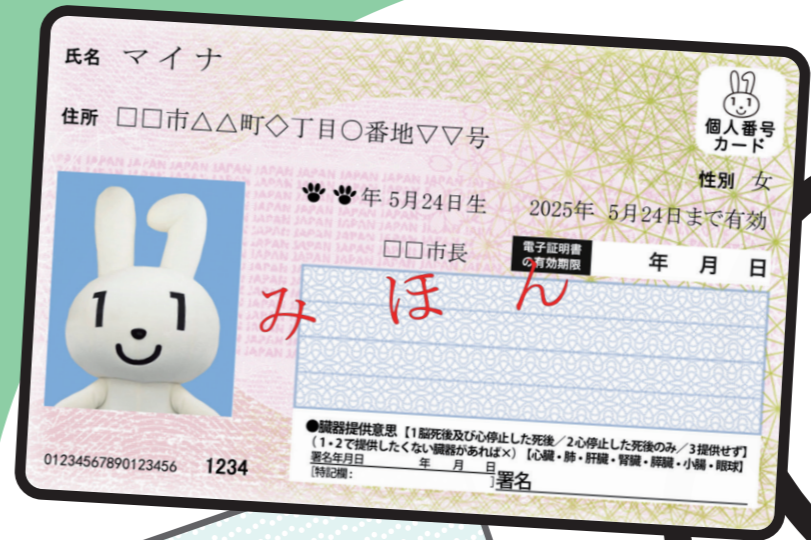 氏名 マイナ
個人番号
カード
住所 □□市△△町◇丁目○番地▽▽号
性別 女
年 5月24日生
2025年 5月24日まで有効
□□市長
電子証明書
の有効期限
年 月 日
みほん
JAPAN JAPAN JAPAN JAPAN
●臓器提供意思【1脳死後及び心停止した死後/2心停止した死後のみ/3提供せず】
(1・2で提供したくない臓器があれば×)【心臓・肺・肝臓・腎臓・膵臓・小腸・眼球】
署名年月日 年 月 日
[特記欄: ]署名
01234567890123456 1234